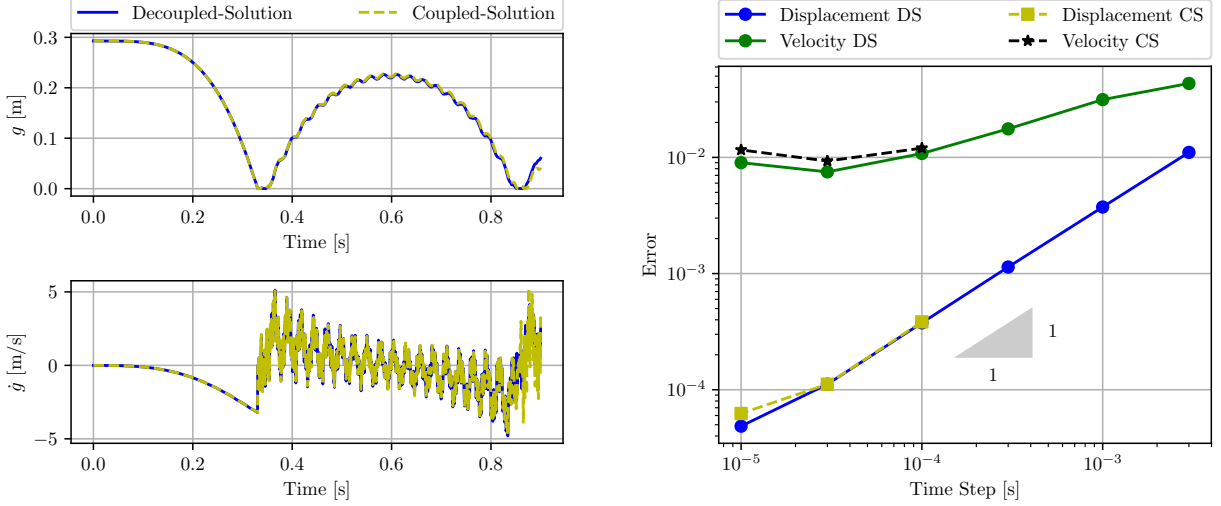 Decoupled-Solution Coupled-Solution
0.3
0.2
0.1
0.0
g [m]
0.0 0.2 0.4 0.6 0.8
Time [s]
5
0
−5
ġ [m/s]
0.0 0.2 0.4 0.6 0.8
Time [s]
Displacement DS Displacement CS
Velocity DS Velocity CS
10⁻²
10⁻³
10⁻⁴
Error
1
1
10⁻⁵ 10⁻⁴ 10⁻³
Time Step [s]